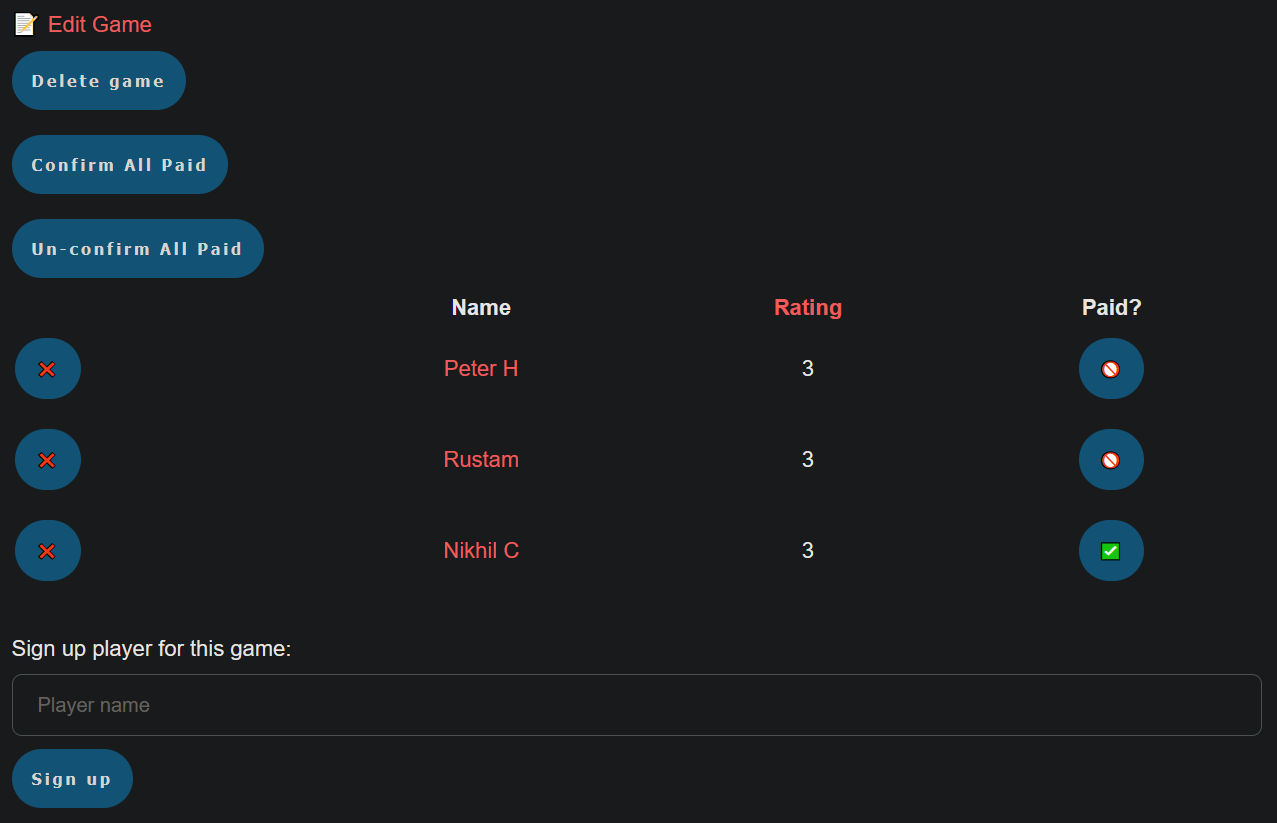 Edit Game
Delete game
Confirm All Paid
Un-confirm All Paid
Name Rating Paid?
Peter H 3
Rustam 3
Nikhil C 3
Sign up player for this game:
Player name
Sign up